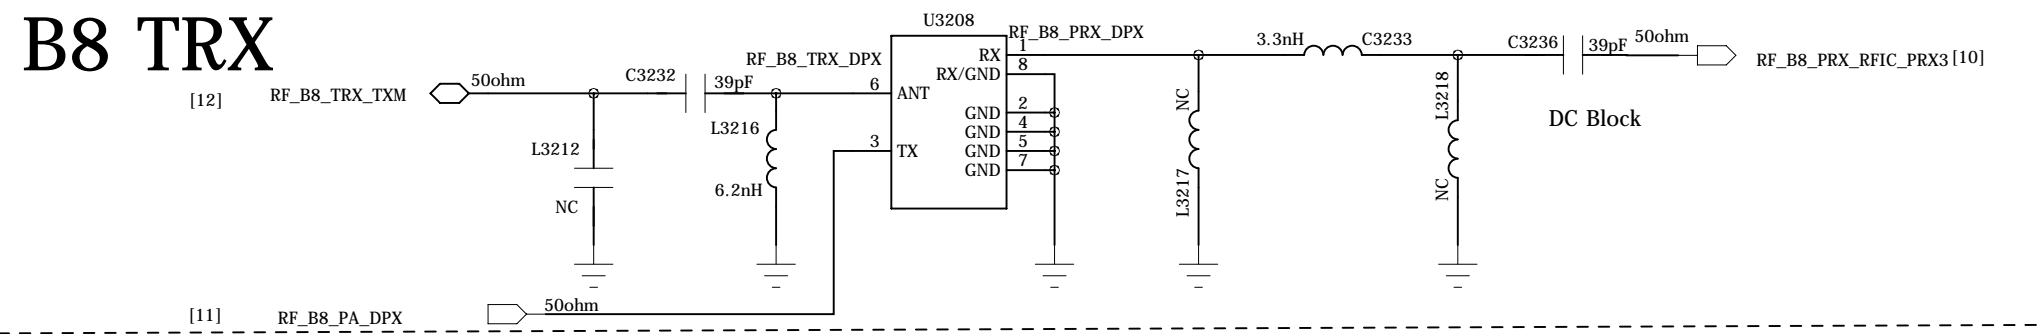 B8 TRX
U3208
RF_B8_PRX_DPX
3.3nH
C3233
C3236
39pF
50ohm
RF_B8_PRX_RFIC_PRX3 [10]
RX
1
RX/GND
8
RF_B8_TRX_DPX
[12]
RF_B8_TRX_TXM
50ohm
C3232
39pF
6
ANT
GND
2
GND
4
GND
5
GND
7
NC
L3217
L3218
NC
DC Block
L3216
6.2nH
3
TX
L3212
NC
[11]
RF_B8_PA_DPX
50ohm